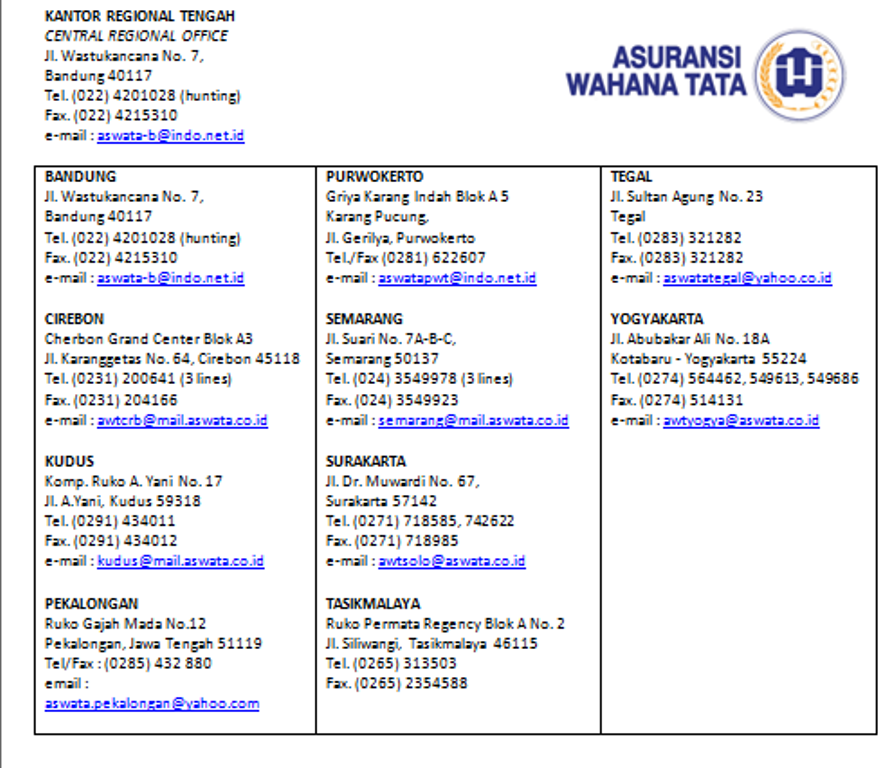 KANTOR REGIONAL TENGAH
CENTRAL REGIONAL OFFICE
Jl. Wastukancana No. 7,
Bandung 40117
Tel. (022) 4201028 (hunting)
Fax. (022) 4215310
e-mail : aswata-b@indo.net.id
ASURANSI
WAHANA TATA
BANDUNG
Jl. Wastukancana No. 7,
Bandung 40117
Tel. (022) 4201028 (hunting)
Fax. (022) 4215310
e-mail : aswata-b@indo.net.id
CIREBON
Cherbon Grand Center Blok A3
Jl. Karanggetas No. 64, Cirebon 45118
Tel. (0231) 200641 (3 lines)
Fax. (0231) 204166
e-mail : awtcrb@mail.aswata.co.id
KUDUS
Komp. Ruko A. Yani No. 17
Jl. A.Yani, Kudus 59318
Tel. (0291) 434011
Fax. (0291) 434012
e-mail : kudus@mail.aswata.co.id
PEKALONGAN
Ruko Gajah Mada No.12
Pekalongan, Jawa Tengah 51119
Tel/Fax : (0285) 432 880
email :
aswata.pekalongan@yahoo.com
PURWOKERTO
Griya Karang Indah Blok A 5
Karang Pucung,
Jl. Gerilya, Purwokerto
Tel./Fax (0281) 622607
e-mail : aswatapwt@indo.net.id
SEMARANG
Jl. Suari No. 7A-B-C,
Semarang 50137
Tel. (024) 3549978 (3 lines)
Fax. (024) 3549923
e-mail : semarang@mail.aswata.co.id
SURAKARTA
Jl. Dr. Muwardi No. 67,
Surakarta 57142
Tel. (0271) 718585, 742622
Fax. (0271) 718985
e-mail : awtsolo@aswata.co.id
TASIKMALAYA
Ruko Permata Regency Blok A No. 2
Jl. Siliwangi, Tasikmalaya 46115
Tel. (0265) 313503
Fax. (0265) 2354588
TEGAL
Jl. Sultan Agung No. 23
Tegal
Tel. (0283) 321282
Fax. (0283) 321282
e-mail : aswatategal@yahoo.co.id
YOGYAKARTA
Jl. Abubakar Ali No. 18A
Kotabaru - Yogyakarta 55224
Tel. (0274) 564462, 549613, 549686
Fax. (0274) 514131
e-mail : awtyogya@aswata.co.id